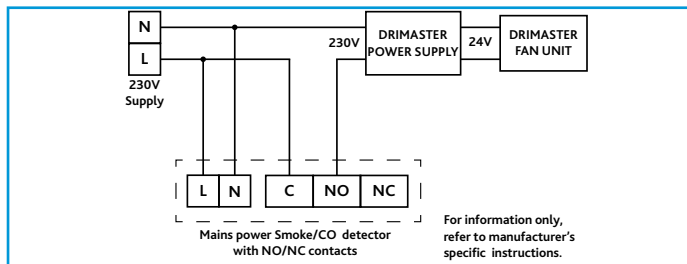 N
L
230V
Supply
230V
DRIMASTER
POWER SUPPLY
24V
DRIMASTER
FAN UNIT
L
N
C
NO
NC
Mains power Smoke/CO detector
with NO/NC contacts
For information only,
refer to manufacturer's
specific instructions.